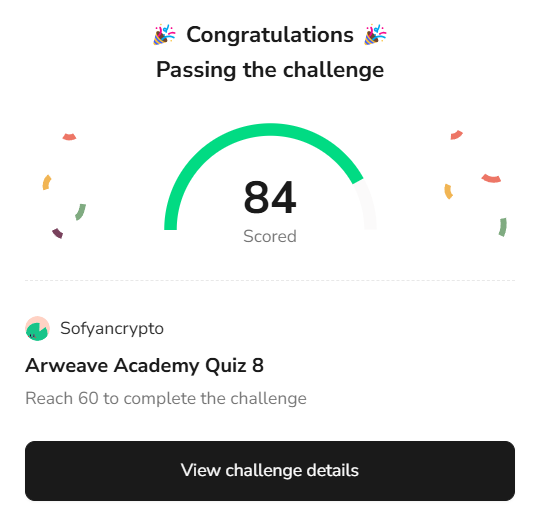 🎉 Congratulations 🎉
Passing the challenge
84
Scored
Sofyancrypto
Arweave Academy Quiz 8
Reach 60 to complete the challenge
View challenge details